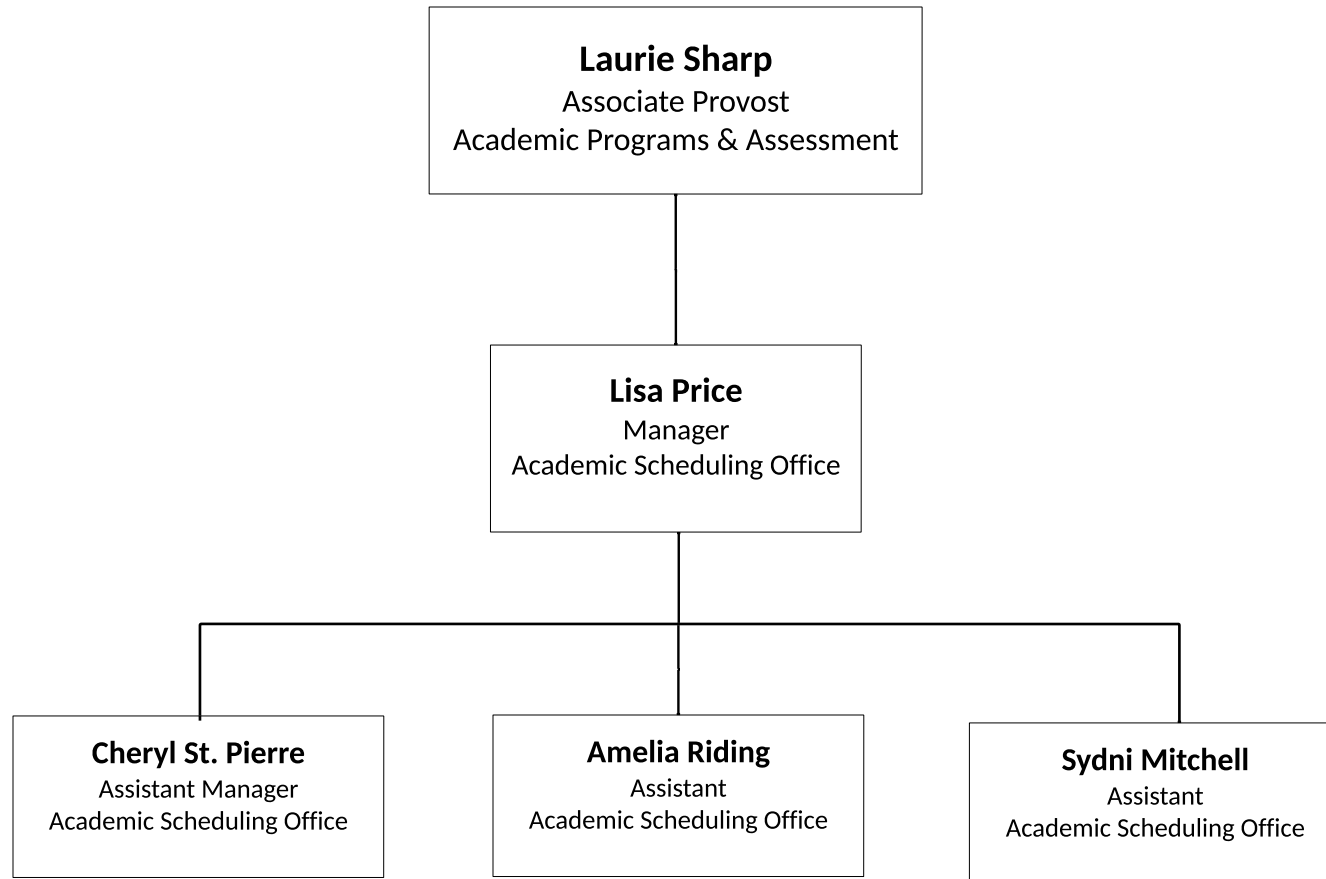 Laurie Sharp
Associate Provost
Academic Programs & Assessment
Lisa Price
Manager
Academic Scheduling Office
Cheryl St. Pierre
Assistant Manager
Academic Scheduling Office
Amelia Riding
Assistant
Academic Scheduling Office
Sydni Mitchell
Assistant
Academic Scheduling Office